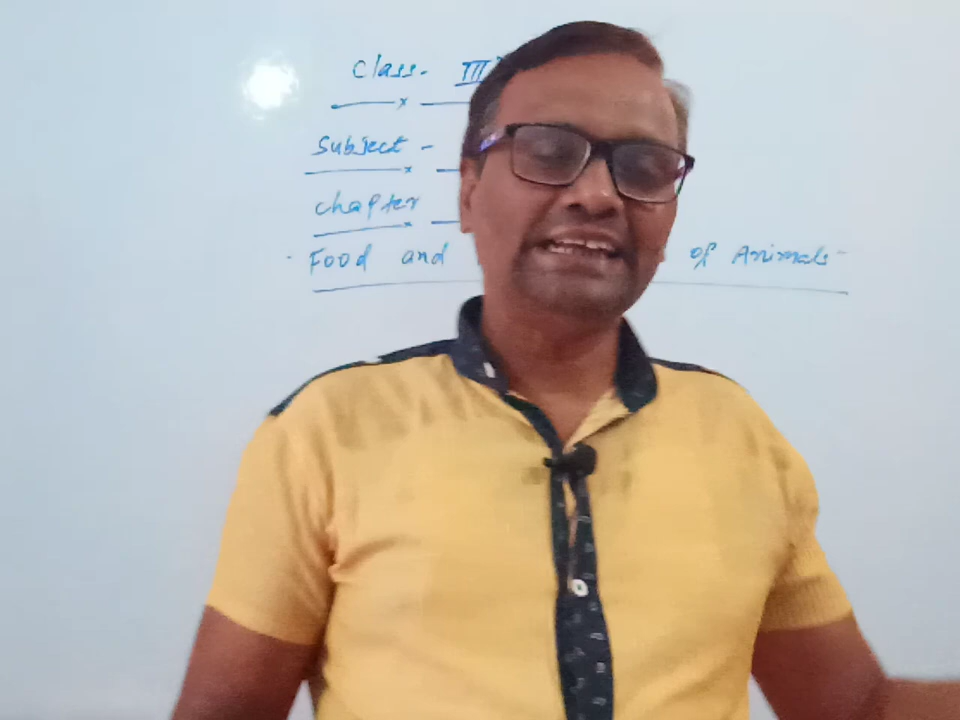 Class- III
Subject -
Chapter
Food and of Animals